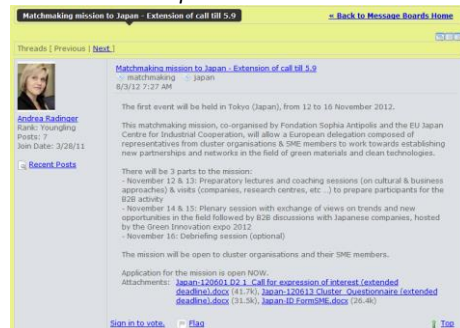 Matchmaking mission to Japan - Extension of call till 5.9
« Back to Message Boards Home
Threads [ Previous | Next ]
Matchmaking mission to Japan - Extension of call till 5.9
matchmaking japan
8/3/12 7:27 AM
Andrea Radinger
Rank: Youngling
Posts: 7
Join Date: 3/28/11
Recent Posts
The first event will be held in Tokyo (Japan), from 12 to 16 November 2012.
This matchmaking mission, co-organised by Fondation Sophia Antipolis and the EU Japan
Centre for Industrial Cooperation, will allow a European delegation composed of
representatives from cluster organisations & SME members to work towards establishing
new partnerships and networks in the field of green materials and clean technologies.
There will be 3 parts to the mission:
- November 12 & 13: Preparatory lectures and coaching sessions (on cultural & business
approaches) & visits (companies, research centres, etc ...) to prepare participants for the
B2B activity
- November 14 & 15: Plenary session with exchange of views on trends and new
opportunities in the field followed by B2B discussions with Japanese companies, hosted
by the Green Innovation expo 2012
- November 16: Debriefing session (optional)
The mission will be open to cluster organisations and their SME members.
Application for the mission is open NOW.
Attachments: Japan-120601 D2 1_Call for expression of interest (extended
deadline).docx (41.7k), Japan-120613 Cluster_Questionnaire (extended
deadline).docx (31.5k), Japan-ID FormSME.docx (26.4k)
Sign in to vote. Flag
Top